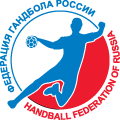 ФЕДЕРАЦИЯ ГАНДБОЛА РОССИИ
HANDBALL FEDERATION OF RUSSIA